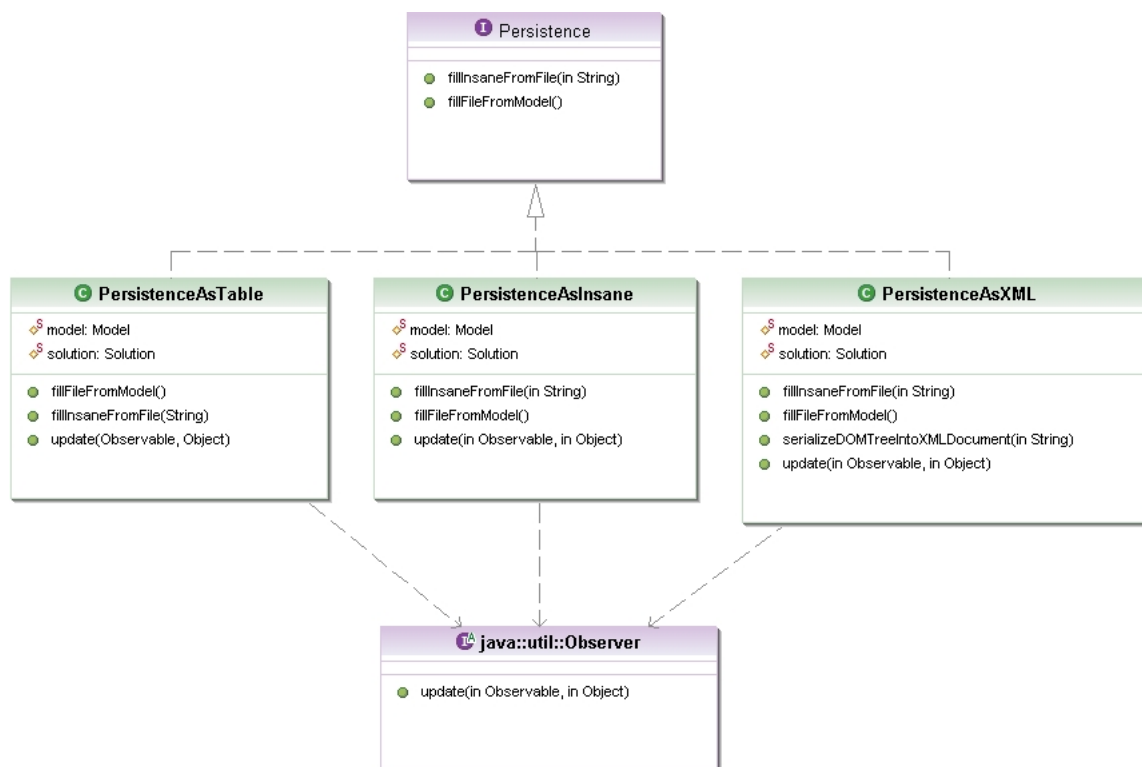 I Persistence
fillInsaneFromFile(in String)
fillFileFromModel()
C PersistenceAsTable
S model: Model
S solution: Solution
fillFileFromModel()
fillInsaneFromFile(String)
update(Observable, Object)
C PersistenceAsInsane
S model: Model
S solution: Solution
fillInsaneFromFile(in String)
fillFileFromModel()
update(in Observable, in Object)
C PersistenceAsXML
S model: Model
S solution: Solution
fillInsaneFromFile(in String)
fillFileFromModel()
serializeDOMTreeIntoXMLDocument(in String)
update(in Observable, in Object)
I A java::util::Observer
update(in Observable, in Object)